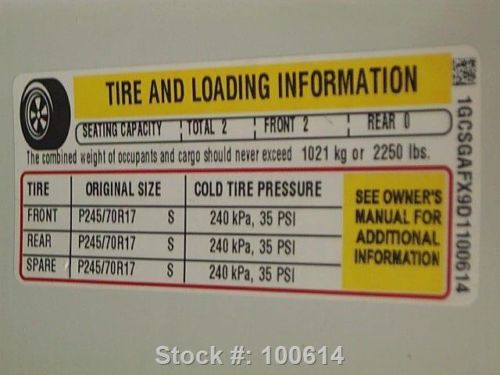 TIRE AND LOADING INFORMATION
SEATING CAPACITY TOTAL 2 FRONT 2 REAR 0
The combined weight of occupants and cargo should never exceed 1021 kg or 2250 lbs.
TIRE ORIGINAL SIZE COLD TIRE PRESSURE
FRONT P245/70R17 S 240 kPa, 35 PSI
REAR P245/70R17 S 240 kPa, 35 PSI
SPARE P245/70R17 S 240 kPa, 35 PSI
SEE OWNER'S
MANUAL FOR
ADDITIONAL
INFORMATION
1GCSGAFX9D1100614
Stock #: 100614